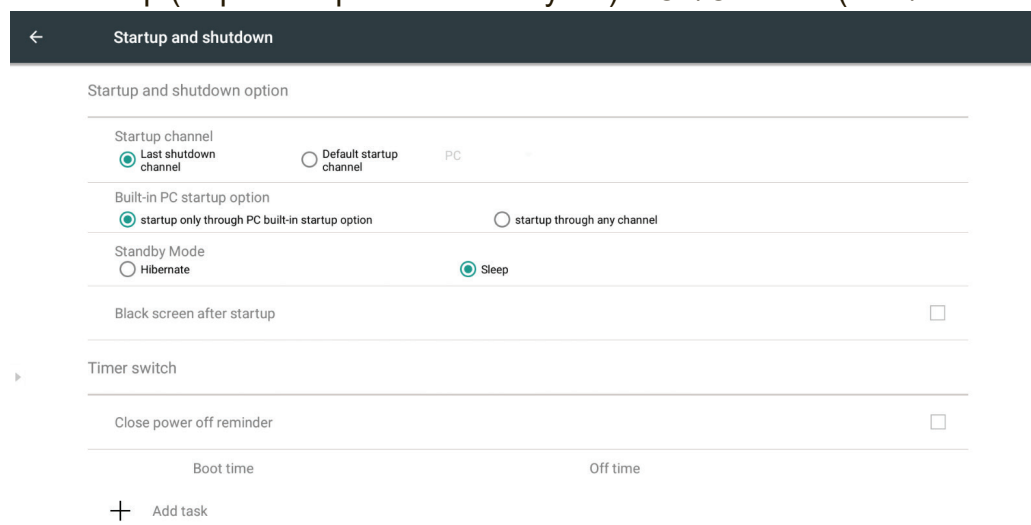 Startup and shutdown
Startup and shutdown option
Startup channel
Last shutdown channel
Default startup channel
PC
Built-in PC startup option
startup only through PC built-in startup option
startup through any channel
Standby Mode
Hibernate
Sleep
Black screen after startup
Timer switch
Close power off reminder
Boot time
Off time
Add task